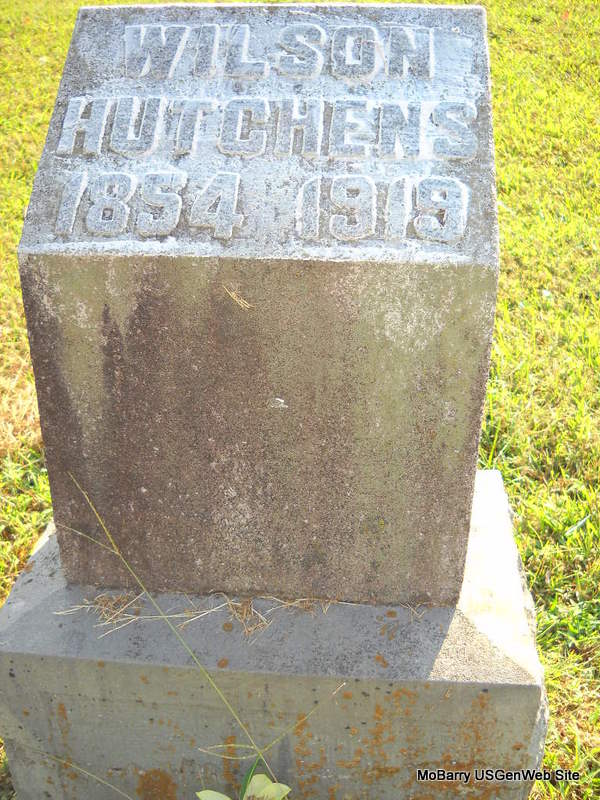 WILSON
HUTCHENS
1854 1919
MoBarry USGenWeb Site